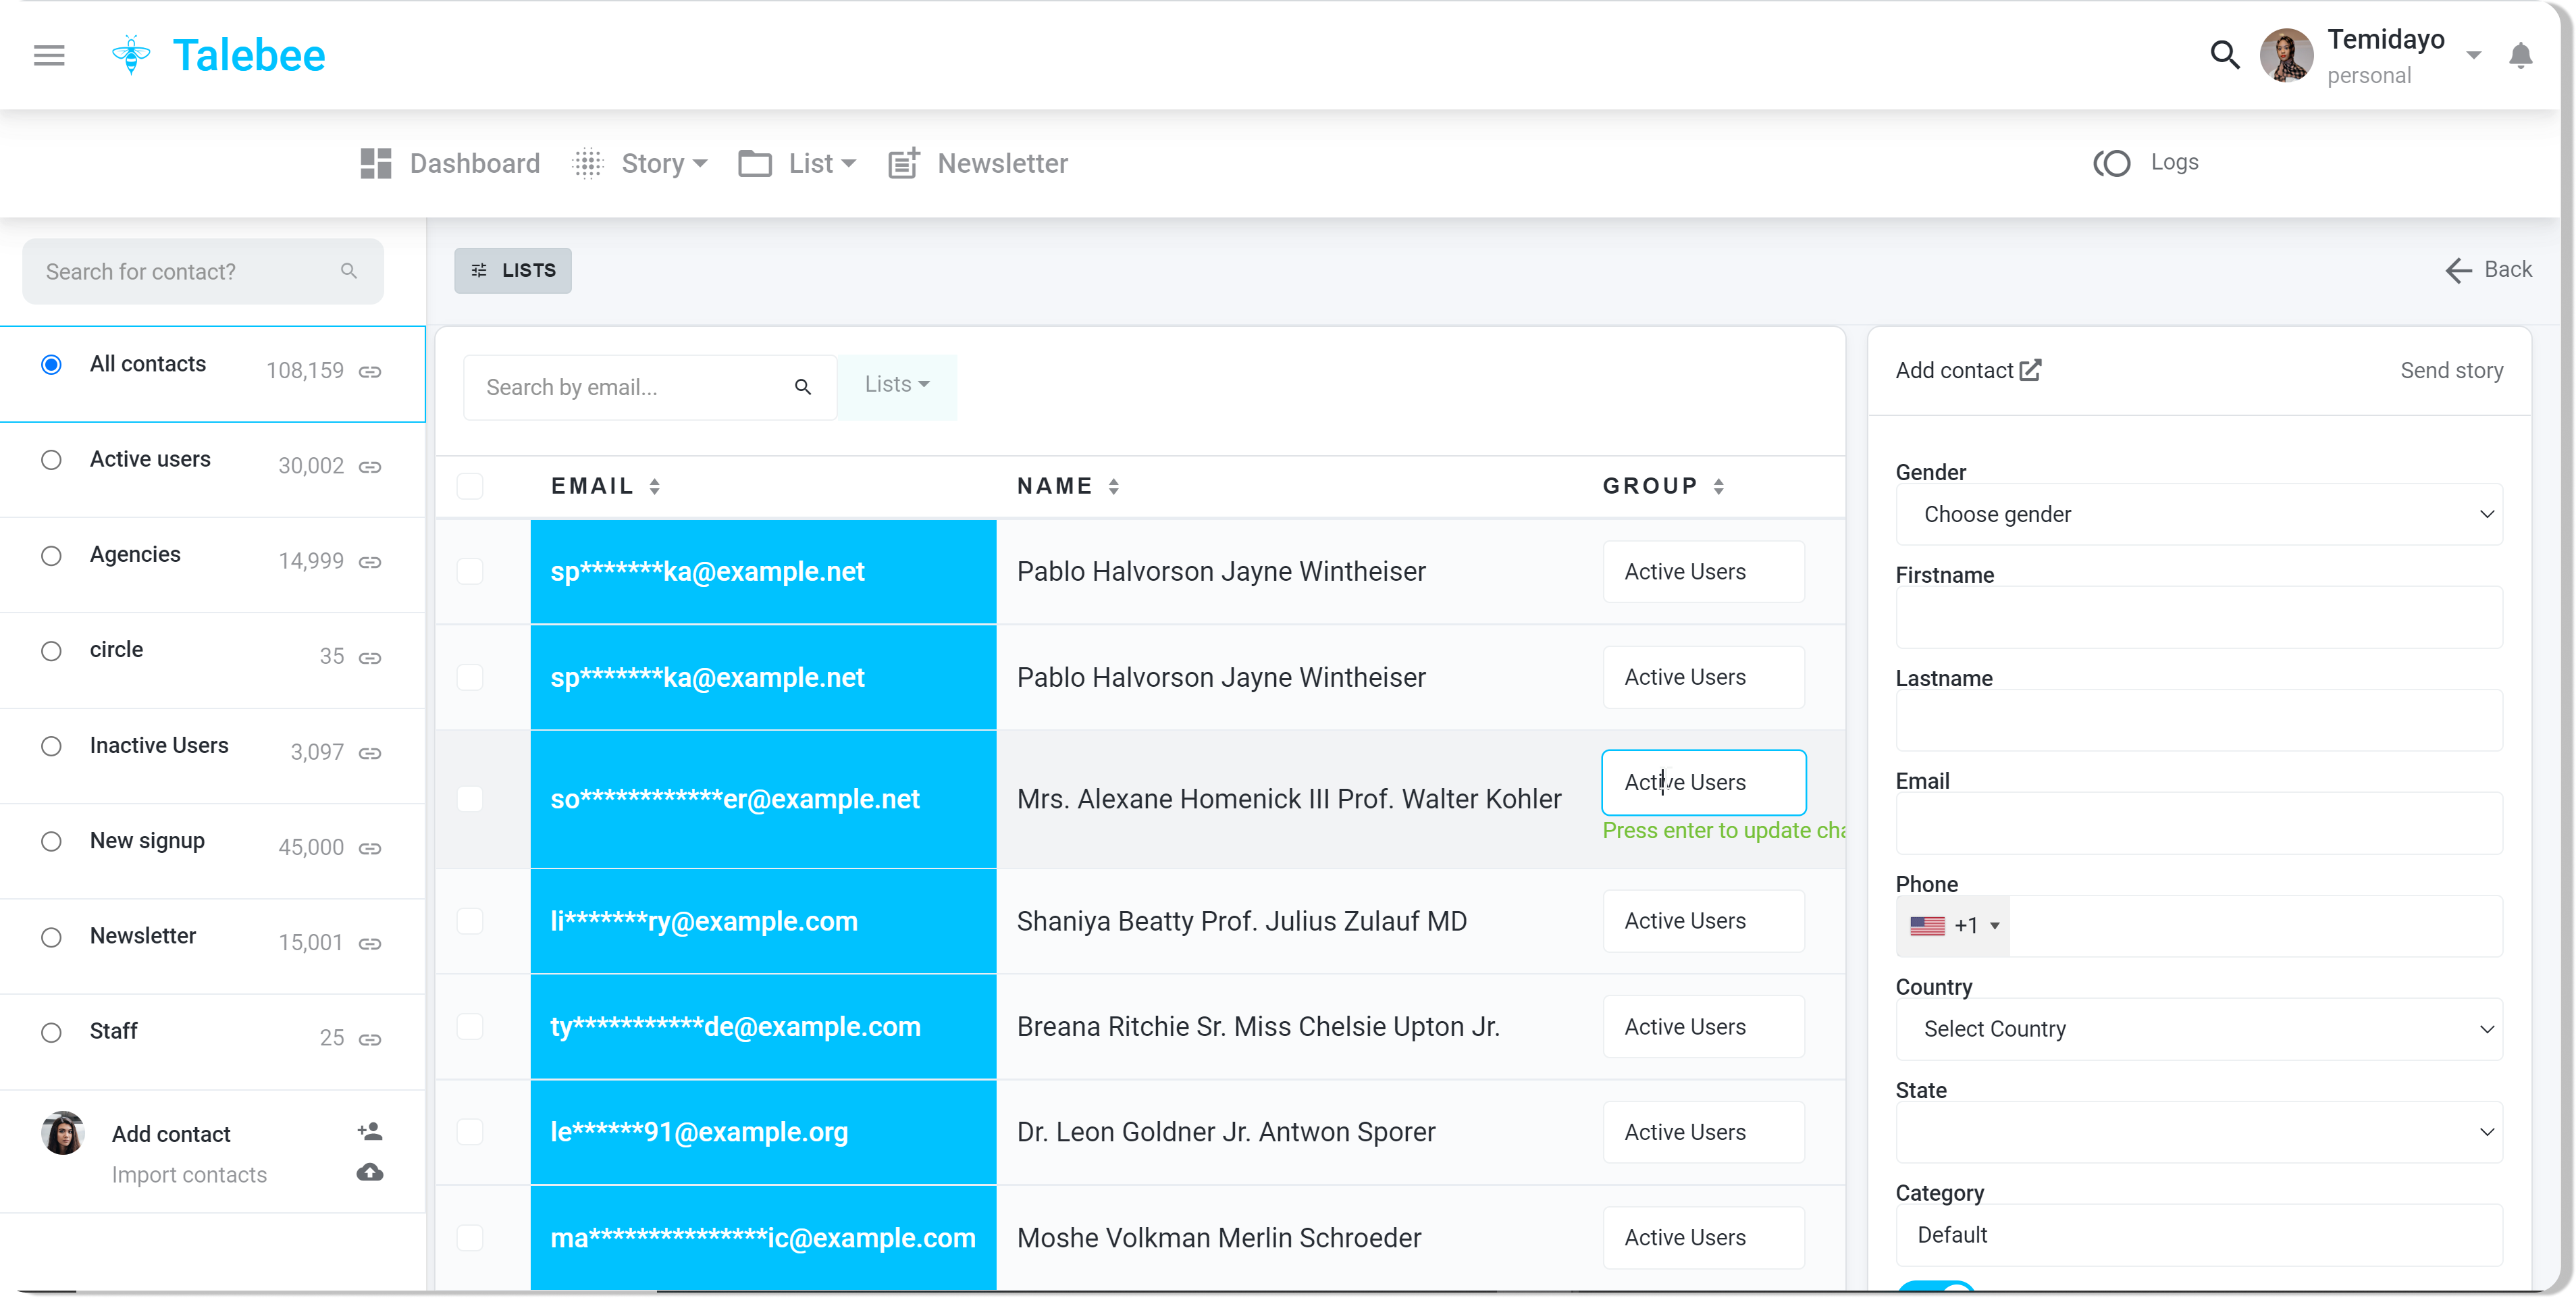 Talebee
Temidayo
personal
Dashboard
Story
List
Newsletter
Logs
Search for contact?
LISTS
Back
All contacts 108,159
Active users 30,002
Agencies 14,999
circle 35
Inactive Users 3,097
New signup 45,000
Newsletter 15,001
Staff 25
Add contact
Import contacts
Search by email...
Lists
EMAIL NAME GROUP
sp*******ka@example.net Pablo Halvorson Jayne Wintheiser Active Users
sp*******ka@example.net Pablo Halvorson Jayne Wintheiser Active Users
so************er@example.net Mrs. Alexane Homenick III Prof. Walter Kohler Active Users
Press enter to update cha
li*******ry@example.com Shaniya Beatty Prof. Julius Zulauf MD Active Users
ty***********de@example.com Breana Ritchie Sr. Miss Chelsie Upton Jr. Active Users
le******91@example.org Dr. Leon Goldner Jr. Antwon Sporer Active Users
ma***************ic@example.com Moshe Volkman Merlin Schroeder Active Users
Add contact
Send story
Gender
Choose gender
Firstname
Lastname
Email
Phone
+1
Country
Select Country
State
Category
Default